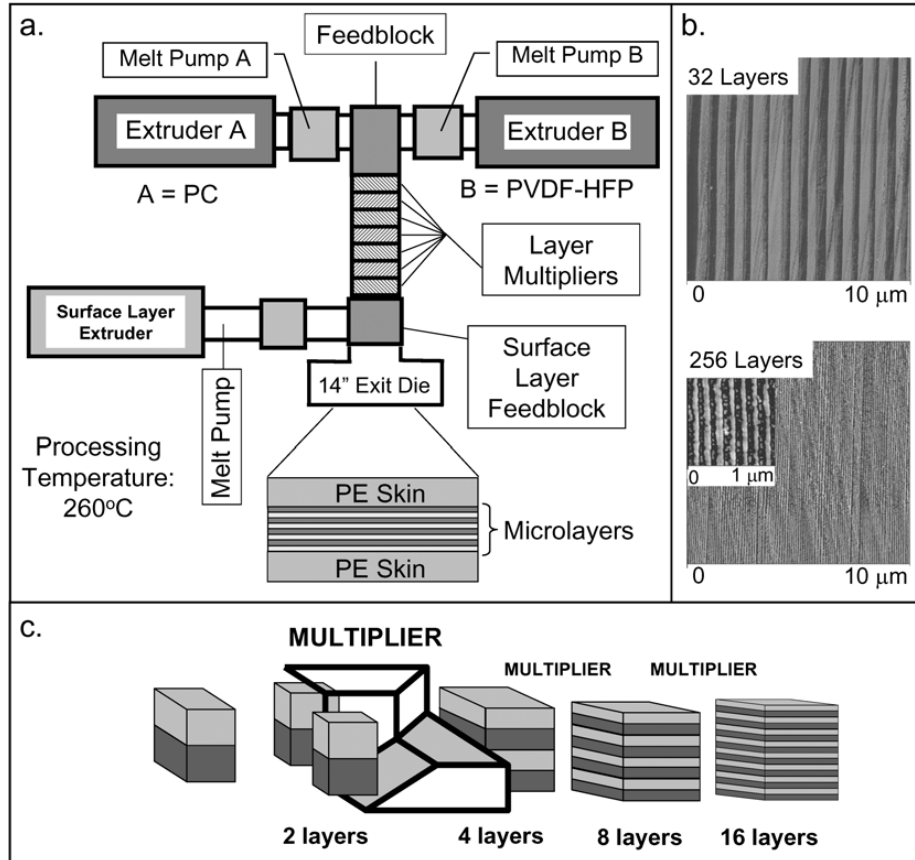 a.
Feedblock
Melt Pump A
Melt Pump B
Extruder A
Extruder B
A = PC
B = PVDF-HFP
Layer
Multipliers
Surface Layer
Extruder
Melt Pump
Surface
Layer
Feedblock
14” Exit Die
Processing
Temperature:
260°C
PE Skin
Microlayers
PE Skin
b.
32 Layers
0
10 µm
256 Layers
0
1 µm
0
10 µm
c.
MULTIPLIER
MULTIPLIER
MULTIPLIER
2 layers
4 layers
8 layers
16 layers